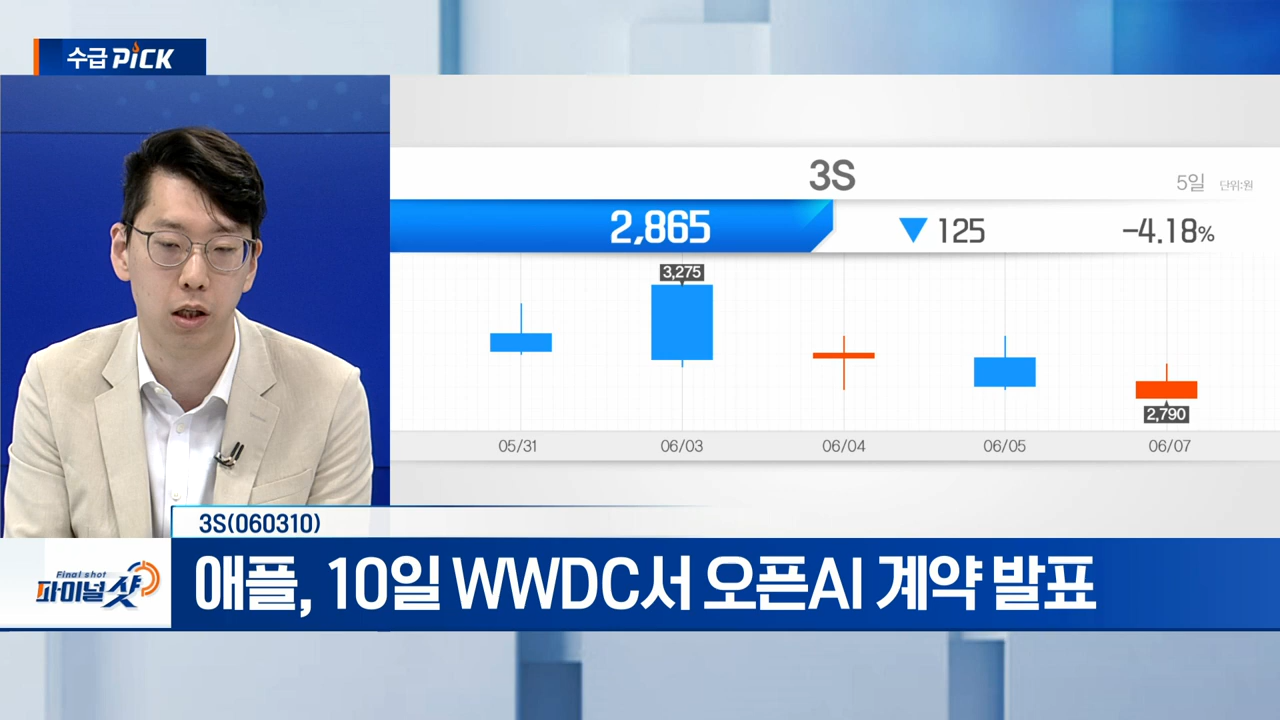 수급 PiCK
3S
5일 단위:원
2,865 ▼ 125 -4.18%
3,275
2,790
05/31 06/03 06/04 06/05 06/07
3S(060310)
Final shot
파이널샷
애플, 10일 WWDC서 오픈AI 계약 발표